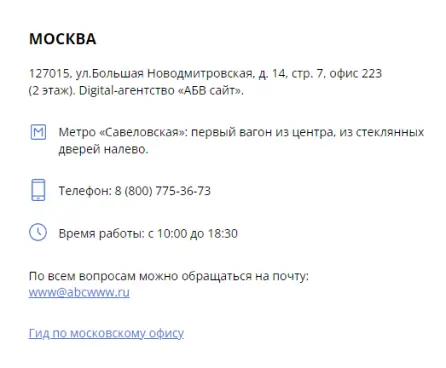 МОСКВА
127015, ул.Большая Новодмитровская, д. 14, стр. 7, офис 223
(2 этаж). Digital-агентство «АБВ сайт».
Метро «Савеловская»: первый вагон из центра, из стеклянных
дверей налево.
Телефон: 8 (800) 775-36-73
Время работы: с 10:00 до 18:30
По всем вопросам можно обращаться на почту:
www@abcwww.ru
Гид по московскому офису